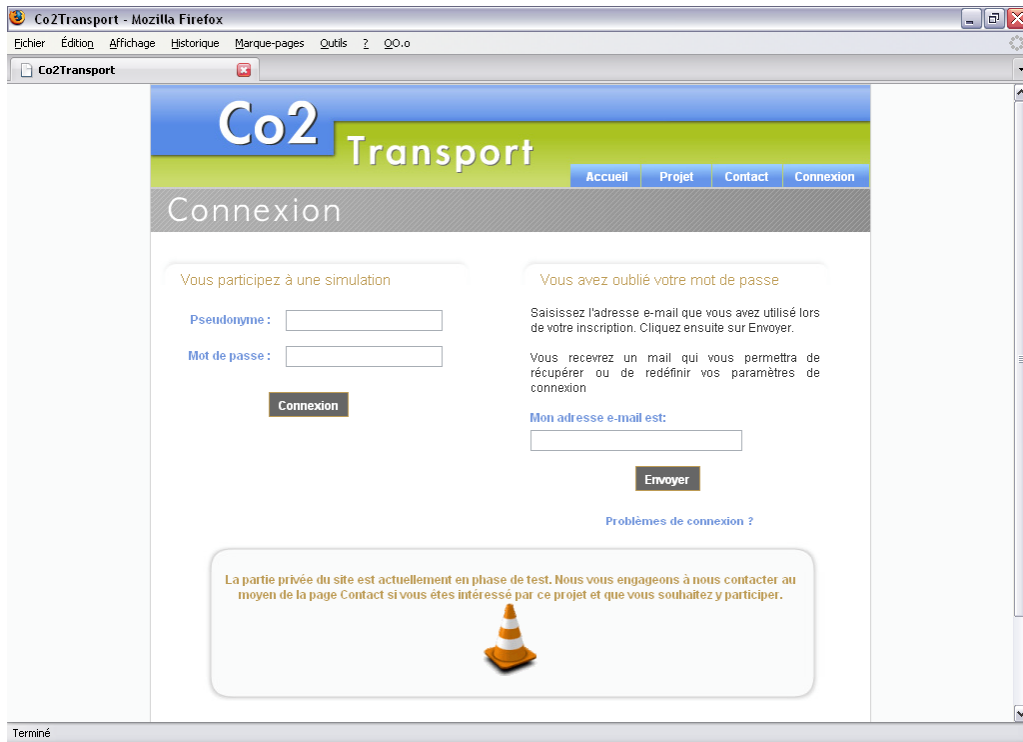 Co2Transport - Mozilla Firefox
Fichier Édition Affichage Historique Marque-pages Outils ? OO.o
Co2Transport
Co2
Transport
Accueil Projet Contact Connexion
Connexion
Vous participez à une simulation
Pseudonyme :
Mot de passe :
Connexion
Vous avez oublié votre mot de passe
Saisissez l'adresse e-mail que vous avez utilisé lors
de votre inscription. Cliquez ensuite sur Envoyer.
Vous recevrez un mail qui vous permettra de
récupérer ou de redéfinir vos paramètres de
connexion
Mon adresse e-mail est:
Envoyer
Problèmes de connexion ?
La partie privée du site est actuellement en phase de test. Nous vous engageons à nous contacter au
moyen de la page Contact si vous étes intéressé par ce projet et que vous souhaitez y participer.
Terminé